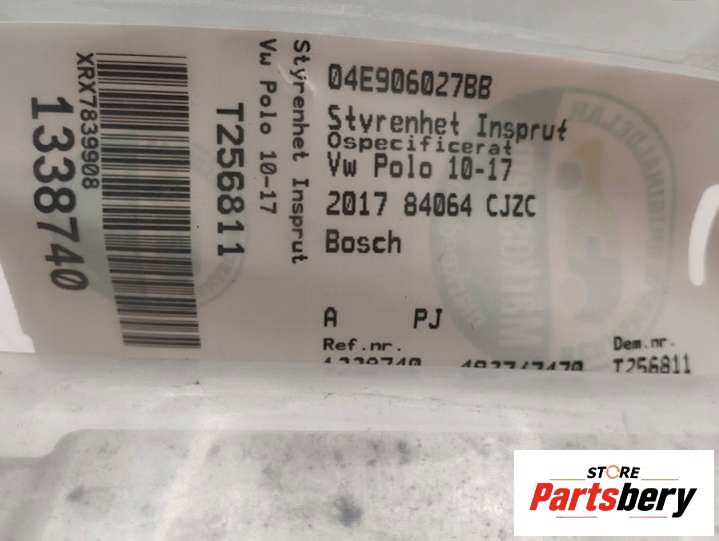 XRX7839908
1338740
T256811
Vw Polo 10-17
Styrenhet Insprut
04E906027BB
Styrenhet Insprut
Ospecificerat
Vw Polo 10-17
2017 84064 CJZC
Bosch
A PJ
Ref.nr. Dem.nr.
T256811
STORE
Partsbery